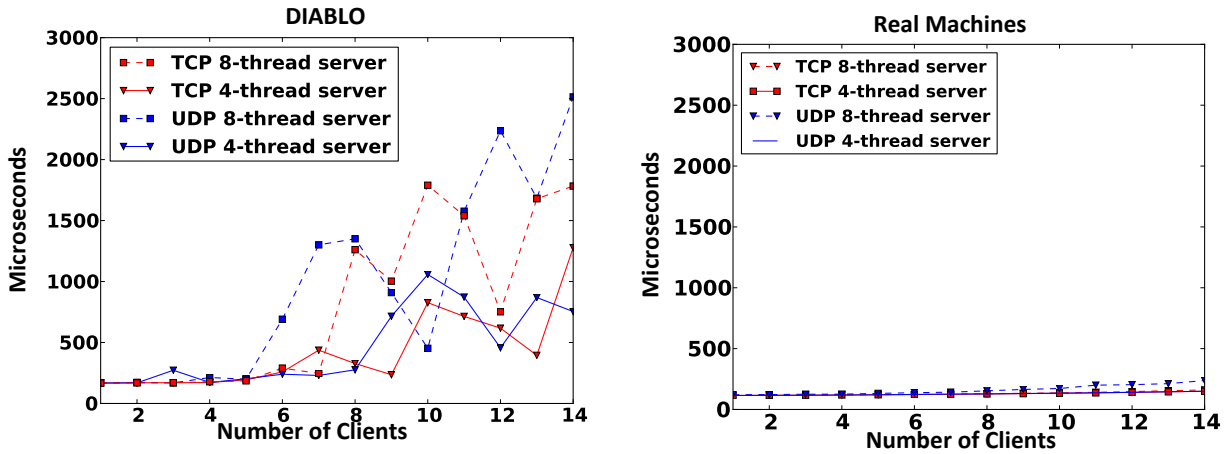 DIABLO
3000
2500
2000
1500
1000
500
0
Microseconds
TCP 8-thread server
TCP 4-thread server
UDP 8-thread server
UDP 4-thread server
2 4 6 8 10 12 14
Number of Clients
Real Machines
3000
2500
2000
1500
1000
500
0
Microseconds
TCP 8-thread server
TCP 4-thread server
UDP 8-thread server
UDP 4-thread server
2 4 6 8 10 12 14
Number of Clients